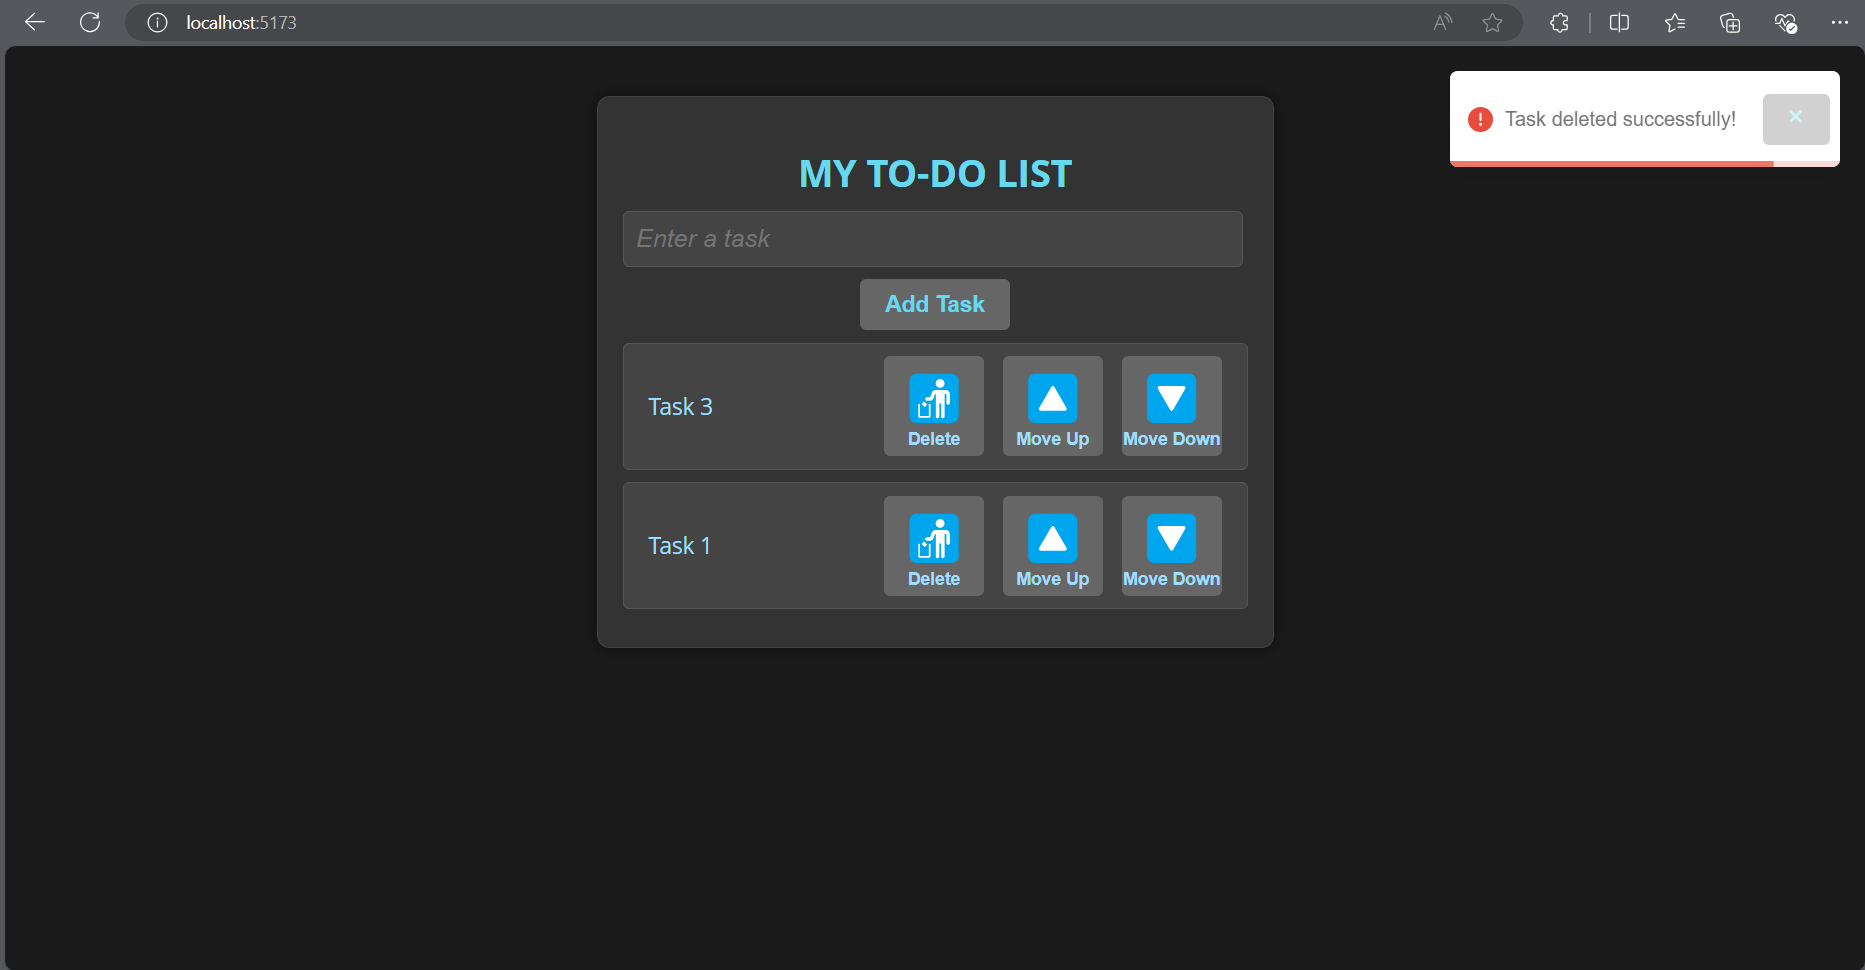 localhost:5173
Task deleted successfully!
MY TO-DO LIST
Enter a task
Add Task
Task 3
Delete
Move Up
Move Down
Task 1
Delete
Move Up
Move Down